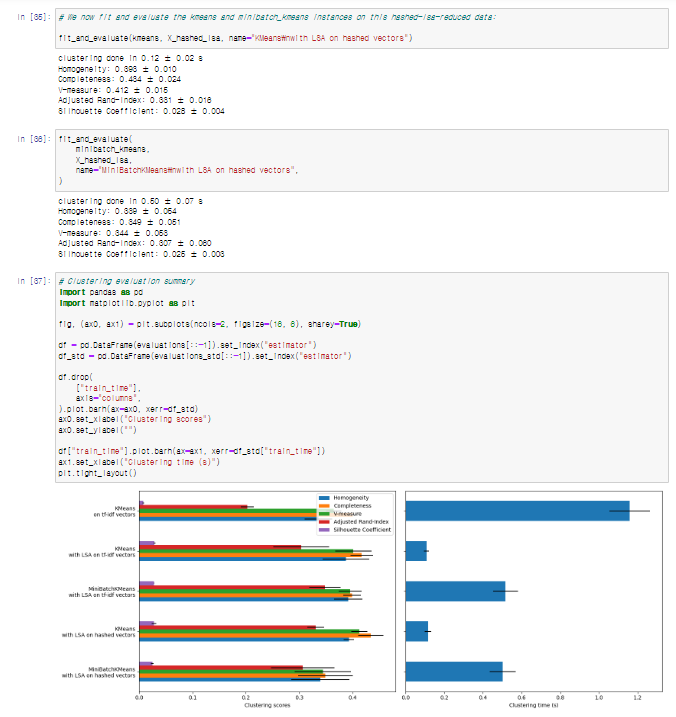 In [35]: # We now fit and evaluate the kmeans and minibatch_kmeans instances on this hashed-lsa-reduced data:
fit_and_evaluate(kmeans, X_hashed_lsa, name="KMeans₩nwith LSA on hashed vectors")
clustering done in 0.12 ± 0.02 s
Homogeneity: 0.393 ± 0.010
Completeness: 0.434 ± 0.024
V-measure: 0.412 ± 0.015
Adjusted Rand-Index: 0.331 ± 0.016
Silhouette Coefficient: 0.028 ± 0.004
In [36]: fit_and_evaluate(
minibatch_kmeans,
X_hashed_lsa,
name="MiniBatchKMeans₩nwith LSA on hashed vectors",
)
clustering done in 0.50 ± 0.07 s
Homogeneity: 0.339 ± 0.054
Completeness: 0.349 ± 0.051
V-measure: 0.344 ± 0.053
Adjusted Rand-Index: 0.307 ± 0.060
Silhouette Coefficient: 0.025 ± 0.003
In [37]: # Clustering evaluation summary
import pandas as pd
import matplotlib.pyplot as plt
fig, (ax0, ax1) = plt.subplots(ncols=2, figsize=(16, 6), sharey=True)
df = pd.DataFrame(evaluations[::-1]).set_index("estimator")
df_std = pd.DataFrame(evaluations_std[::-1]).set_index("estimator")
df.drop(
["train_time"],
axis="columns",
).plot.barh(ax=ax0, xerr=df_std)
ax0.set_xlabel("Clustering scores")
ax0.set_ylabel("")
df["train_time"].plot.barh(ax=ax1, xerr=df_std["train_time"])
ax1.set_xlabel("Clustering time (s)")
plt.tight_layout()
Homogeneity
Completeness
V-measure
Adjusted Rand-Index
Silhouette Coefficient
KMeans
on tf-idf vectors
KMeans
with LSA on tf-idf vectors
MiniBatchKMeans
with LSA on tf-idf vectors
KMeans
with LSA on hashed vectors
MiniBatchKMeans
with LSA on hashed vectors
0.0 0.1 0.2 0.3 0.4
Clustering scores
0.0 0.2 0.4 0.6 0.8 1.0 1.2
Clustering time (s)